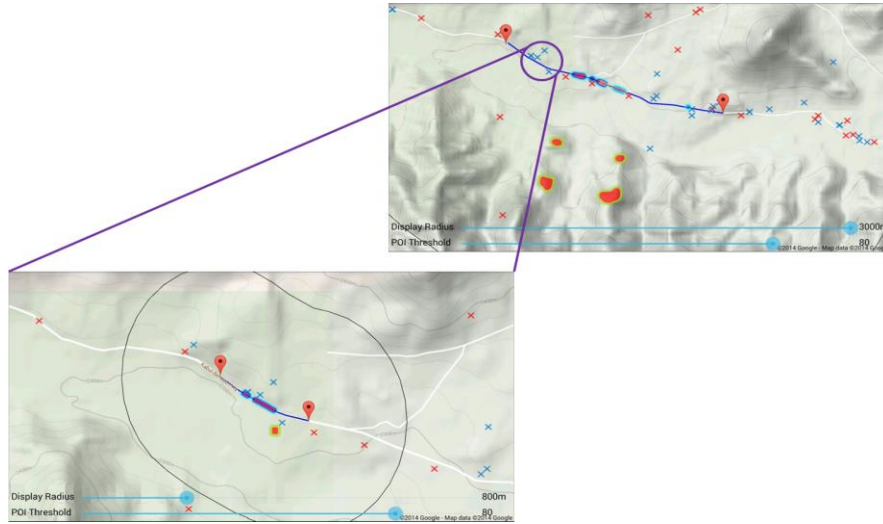 Display Radius 3000m
POI Threshold 80
©2014 Google - Map data ©2014 Goog
Display Radius 800m
POI Threshold 80
©2014 Google - Map data ©2014 Google